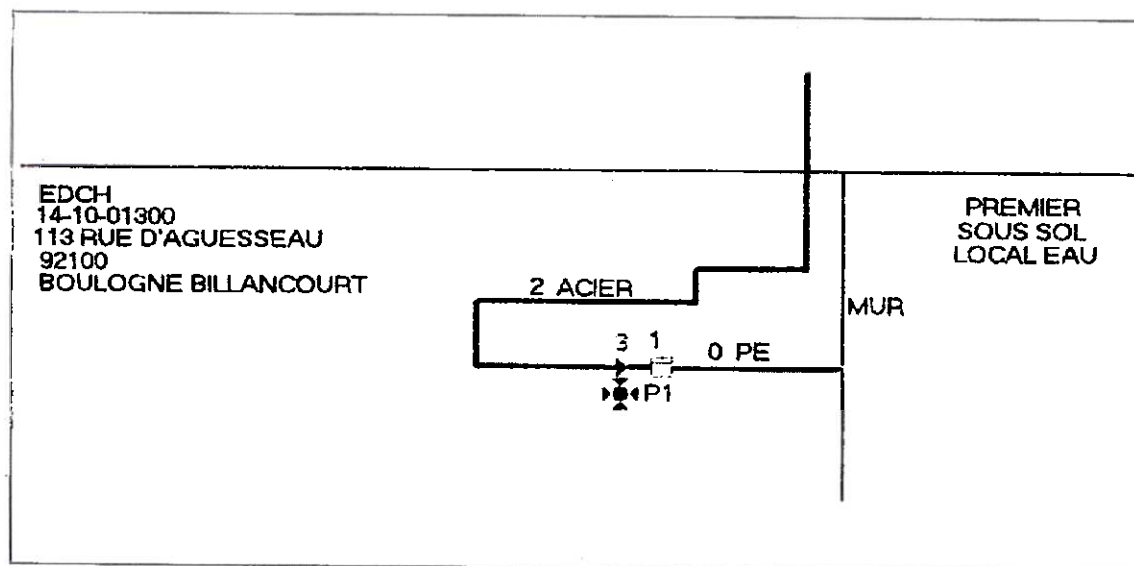 EDCH
14-10-01300
113 RUE D'AGUESSEAU
92100
BOULOGNE BILLANCOURT
PREMIER
SOUS SOL
LOCAL EAU
2 ACIER
MUR
3 1
0 PE
P1